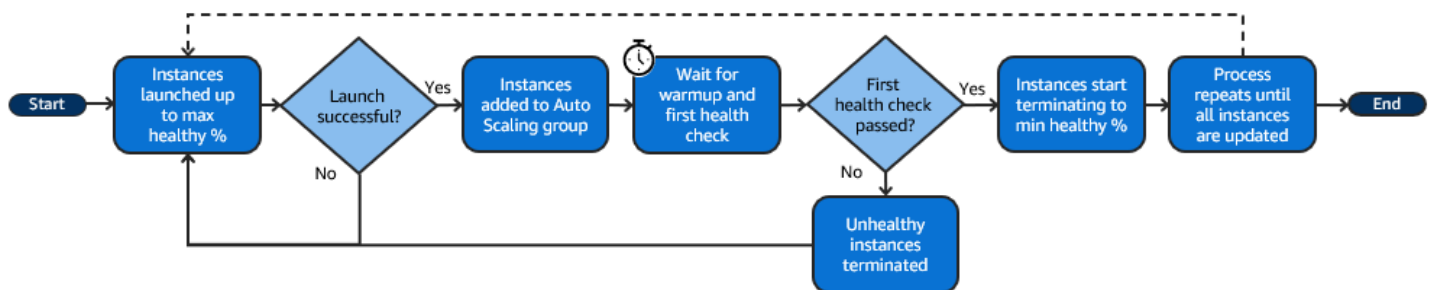 Start
Instances
launched up
to max
healthy %
Launch
successful?
Yes
No
Instances
added to Auto
Scaling group
Wait for
warmup and
first health
check
First
health check
passed?
Yes
No
Unhealthy
instances
terminated
Instances start
terminating to
min healthy %
Process
repeats until
all instances
are updated
End